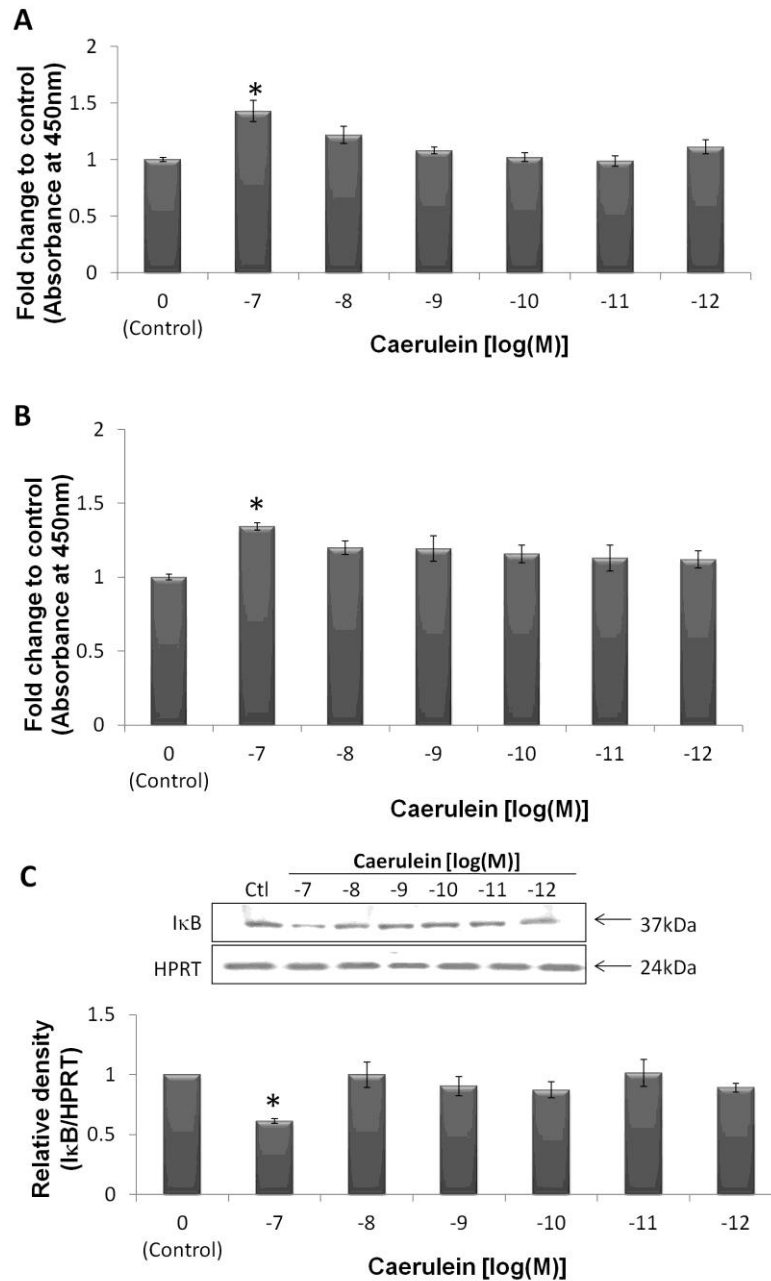 A
Fold change to control
(Absorbance at 450nm)
2
1.5
1
0.5
0
*
0 -7 -8 -9 -10 -11 -12
(Control)
Caerulein [log(M)]
B
Fold change to control
(Absorbance at 450nm)
2
1.5
1
0.5
0
*
0 -7 -8 -9 -10 -11 -12
(Control)
Caerulein [log(M)]
C
Caerulein [log(M)]
Ctl -7 -8 -9 -10 -11 -12
IκB 37kDa
HPRT 24kDa
Relative density
(IκB/HPRT)
1.5
1
0.5
0
*
0 -7 -8 -9 -10 -11 -12
(Control)
Caerulein [log(M)]